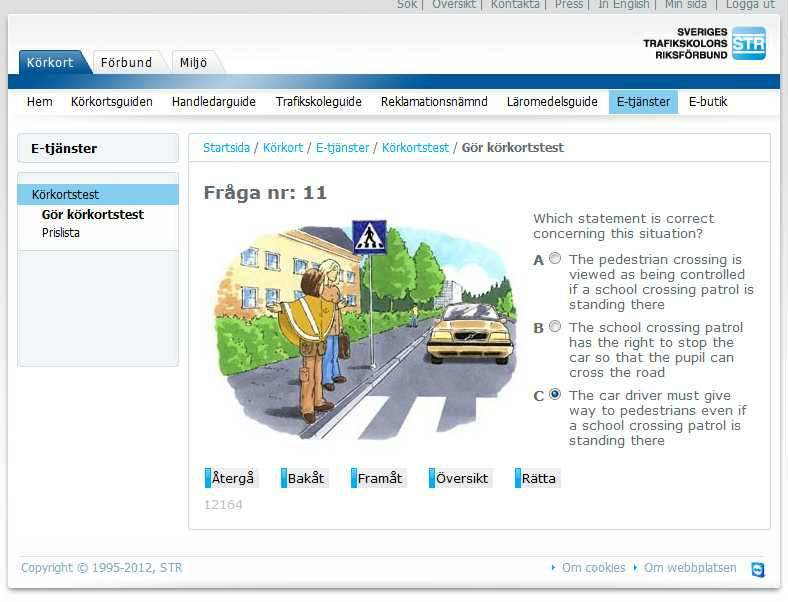 Sök | Översikt | Kontakta | Press | In English | Min sida | Logga ut
SVERIGES
TRAFIKSKOLORS
RIKSFÖRBUND
STR
Körkort Förbund Miljö
Hem Körkortsguiden Handledarguide Trafikskoleguide Reklamationsnämnd Läromedelsguide E-tjänster E-butik
E-tjänster
Startsida / Körkort / E-tjänster / Körkortstest / Gör körkortstest
Körkortstest
Gör körkortstest
Prislista
Fråga nr: 11
Which statement is correct
concerning this situation?
A The pedestrian crossing is
viewed as being controlled
if a school crossing patrol is
standing there
B The school crossing patrol
has the right to stop the
car so that the pupil can
cross the road
C The car driver must give
way to pedestrians even if
a school crossing patrol is
standing there
Återgå Bakåt Framåt Översikt Rätta
12164
Copyright © 1995-2012, STR
Om cookies Om webbplatsen